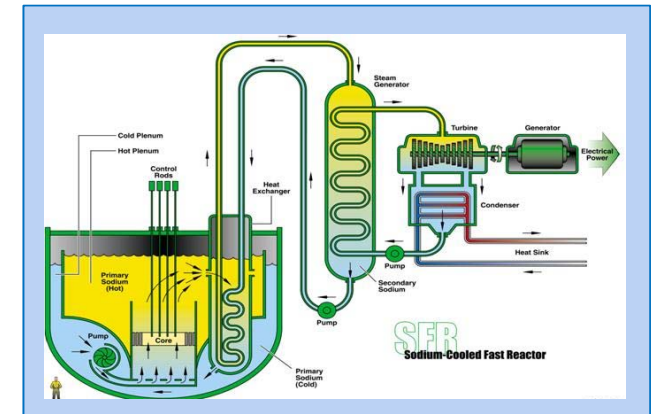 Steam
Generator
Cold Plenum
Hot Plenum
Control
Rods
Heat
Exchanger
Turbine
Generator
Electrical
Power
Condenser
Heat Sink
Primary
Sodium
(Hot)
Pump
Core
Pump
Secondary
Sodium
Pump
Primary
Sodium
(Cold)
SFR
Sodium-Cooled Fast Reactor